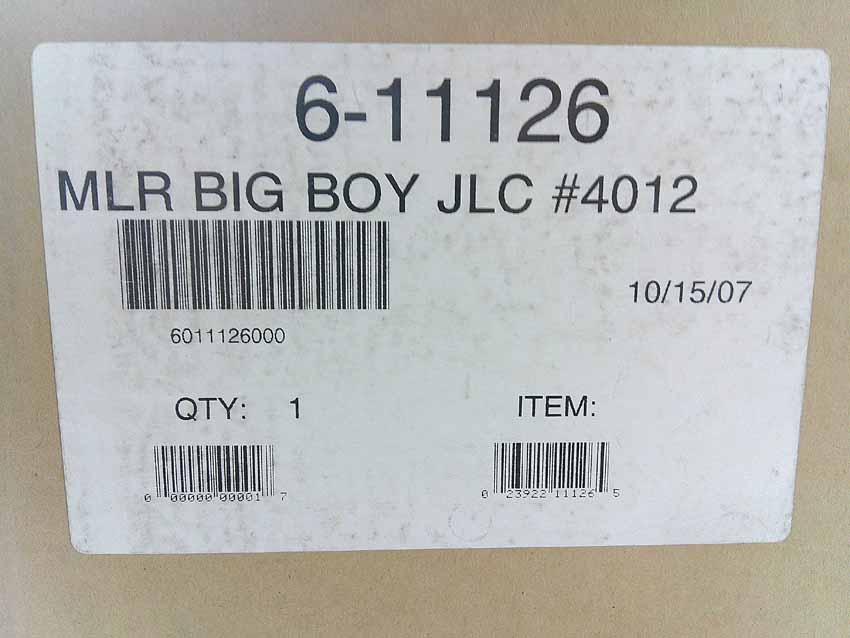 6-11126
MLR BIG BOY JLC #4012
10/15/07
6011126000
QTY: 1 ITEM:
0 00000 00001 7 0 23922 11126 5